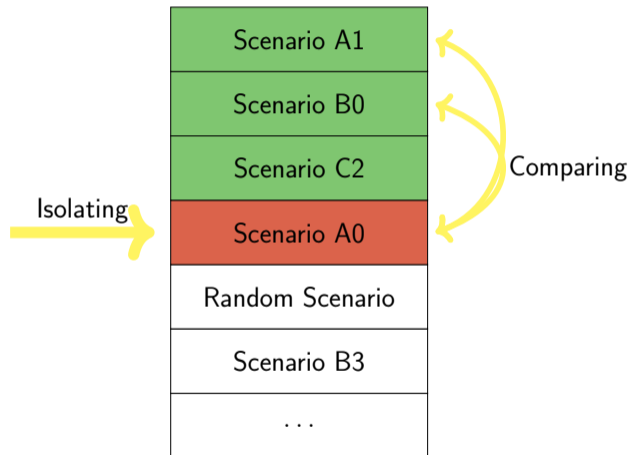 Scenario A1
Scenario B0
Scenario C2
Comparing
Isolating
Scenario A0
Random Scenario
Scenario B3
...